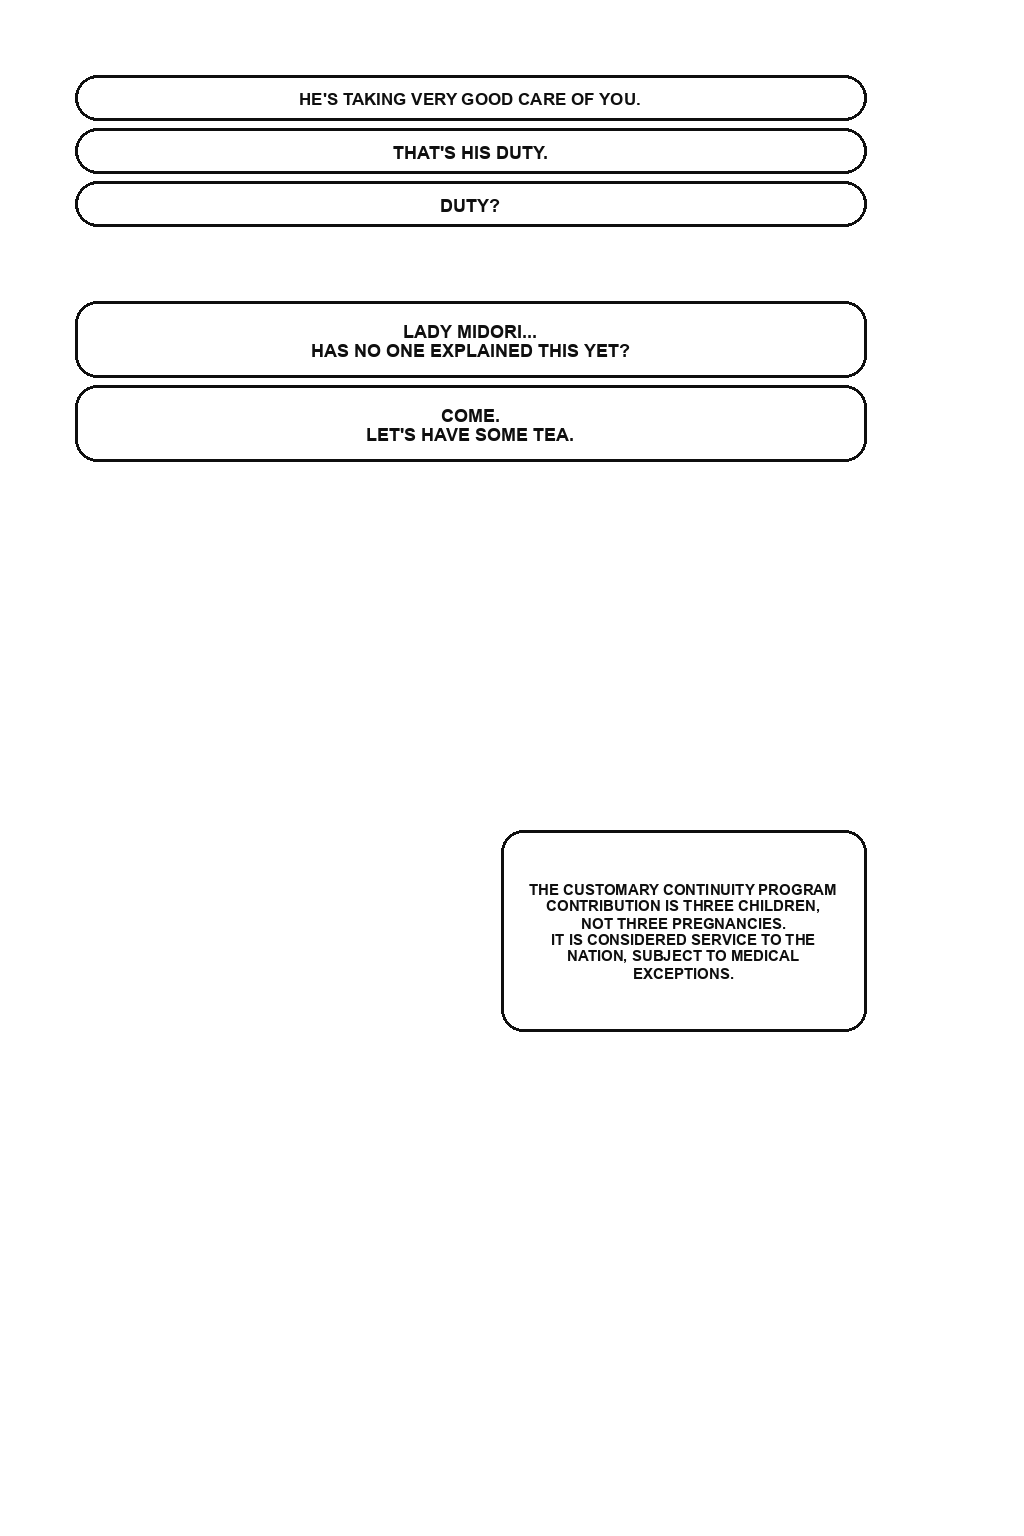 HE'S TAKING VERY GOOD CARE OF YOU.
THAT'S HIS DUTY.
DUTY?
LADY MIDORI...
HAS NO ONE EXPLAINED THIS YET?
COME.
LET'S HAVE SOME TEA.
THE CUSTOMARY CONTINUITY PROGRAM
CONTRIBUTION IS THREE CHILDREN,
NOT THREE PREGNANCIES.
IT IS CONSIDERED SERVICE TO THE
NATION, SUBJECT TO MEDICAL
EXCEPTIONS.